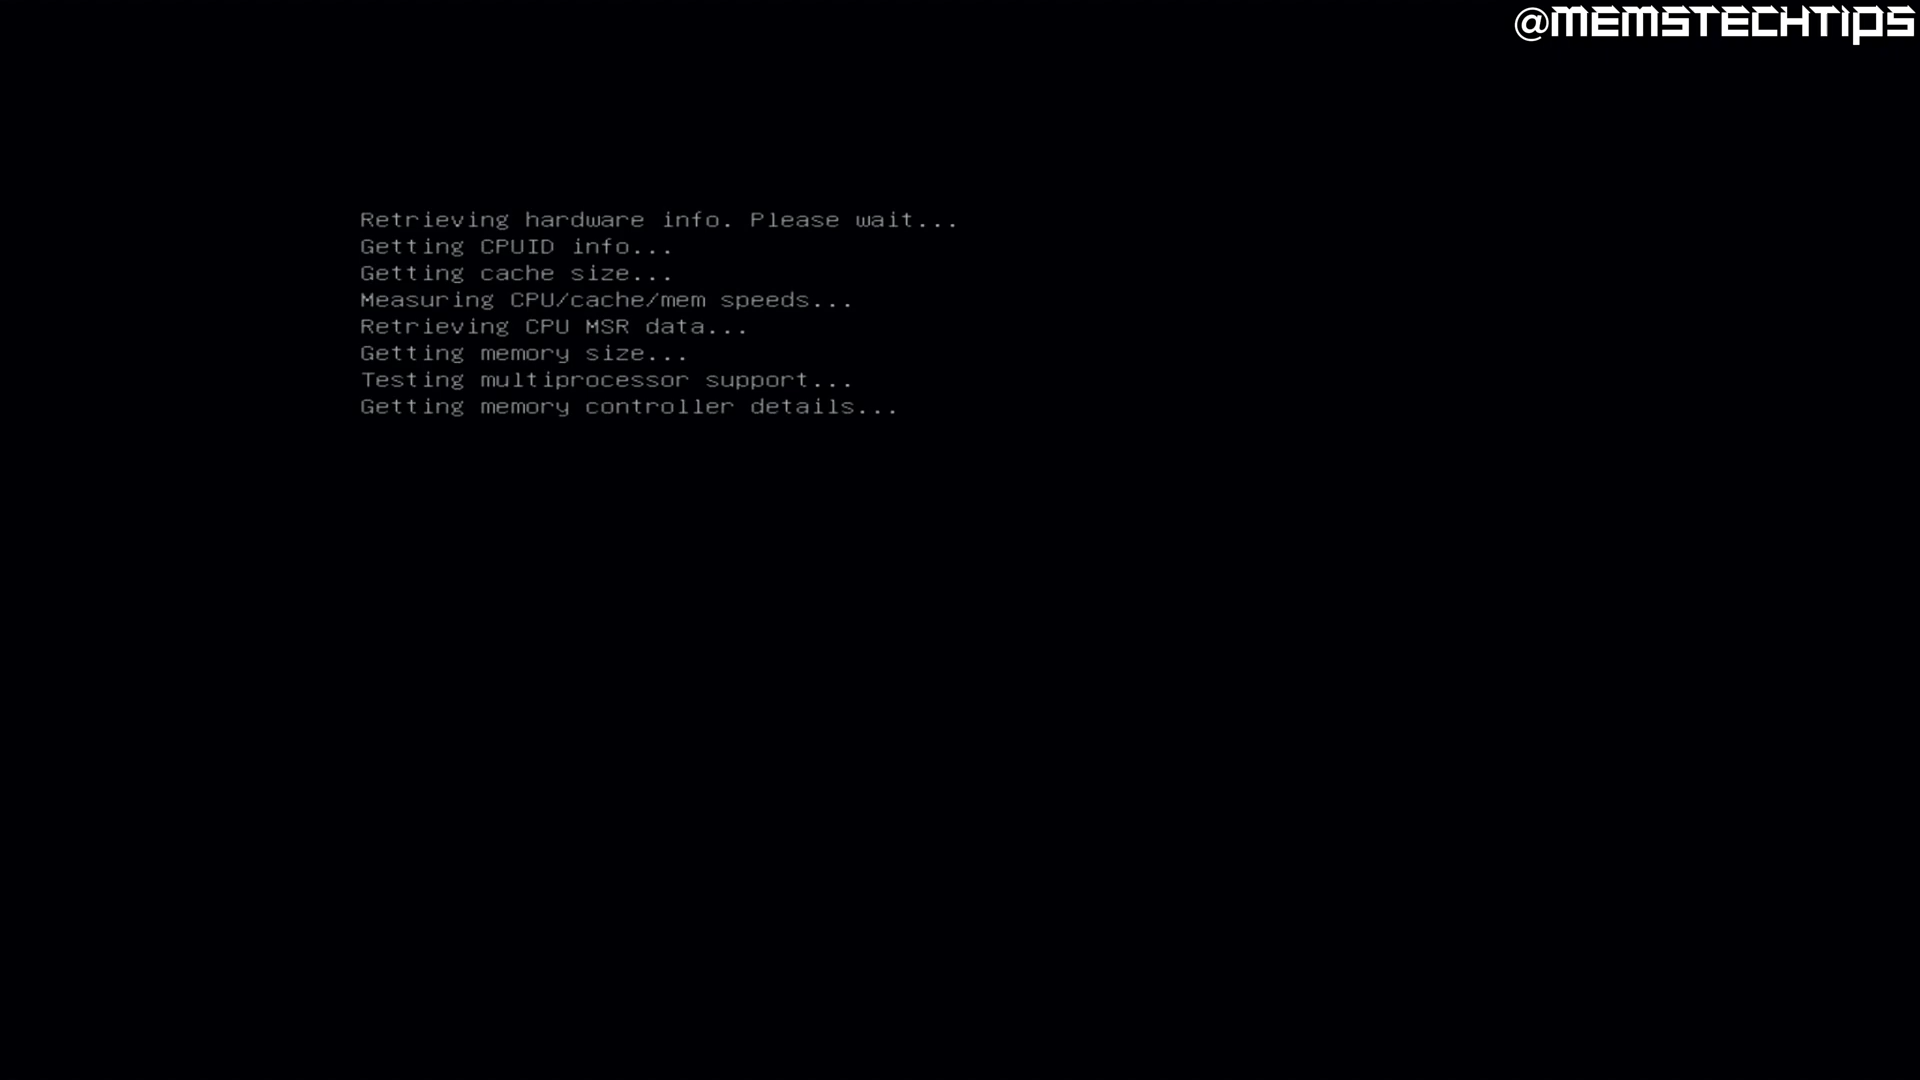 @MEMSTECHTIPS
Retrieving hardware info. Please wait...
Getting CPUID info...
Getting cache size...
Measuring CPU/cache/mem speeds...
Retrieving CPU MSR data...
Getting memory size...
Testing multiprocessor support...
Getting memory controller details...